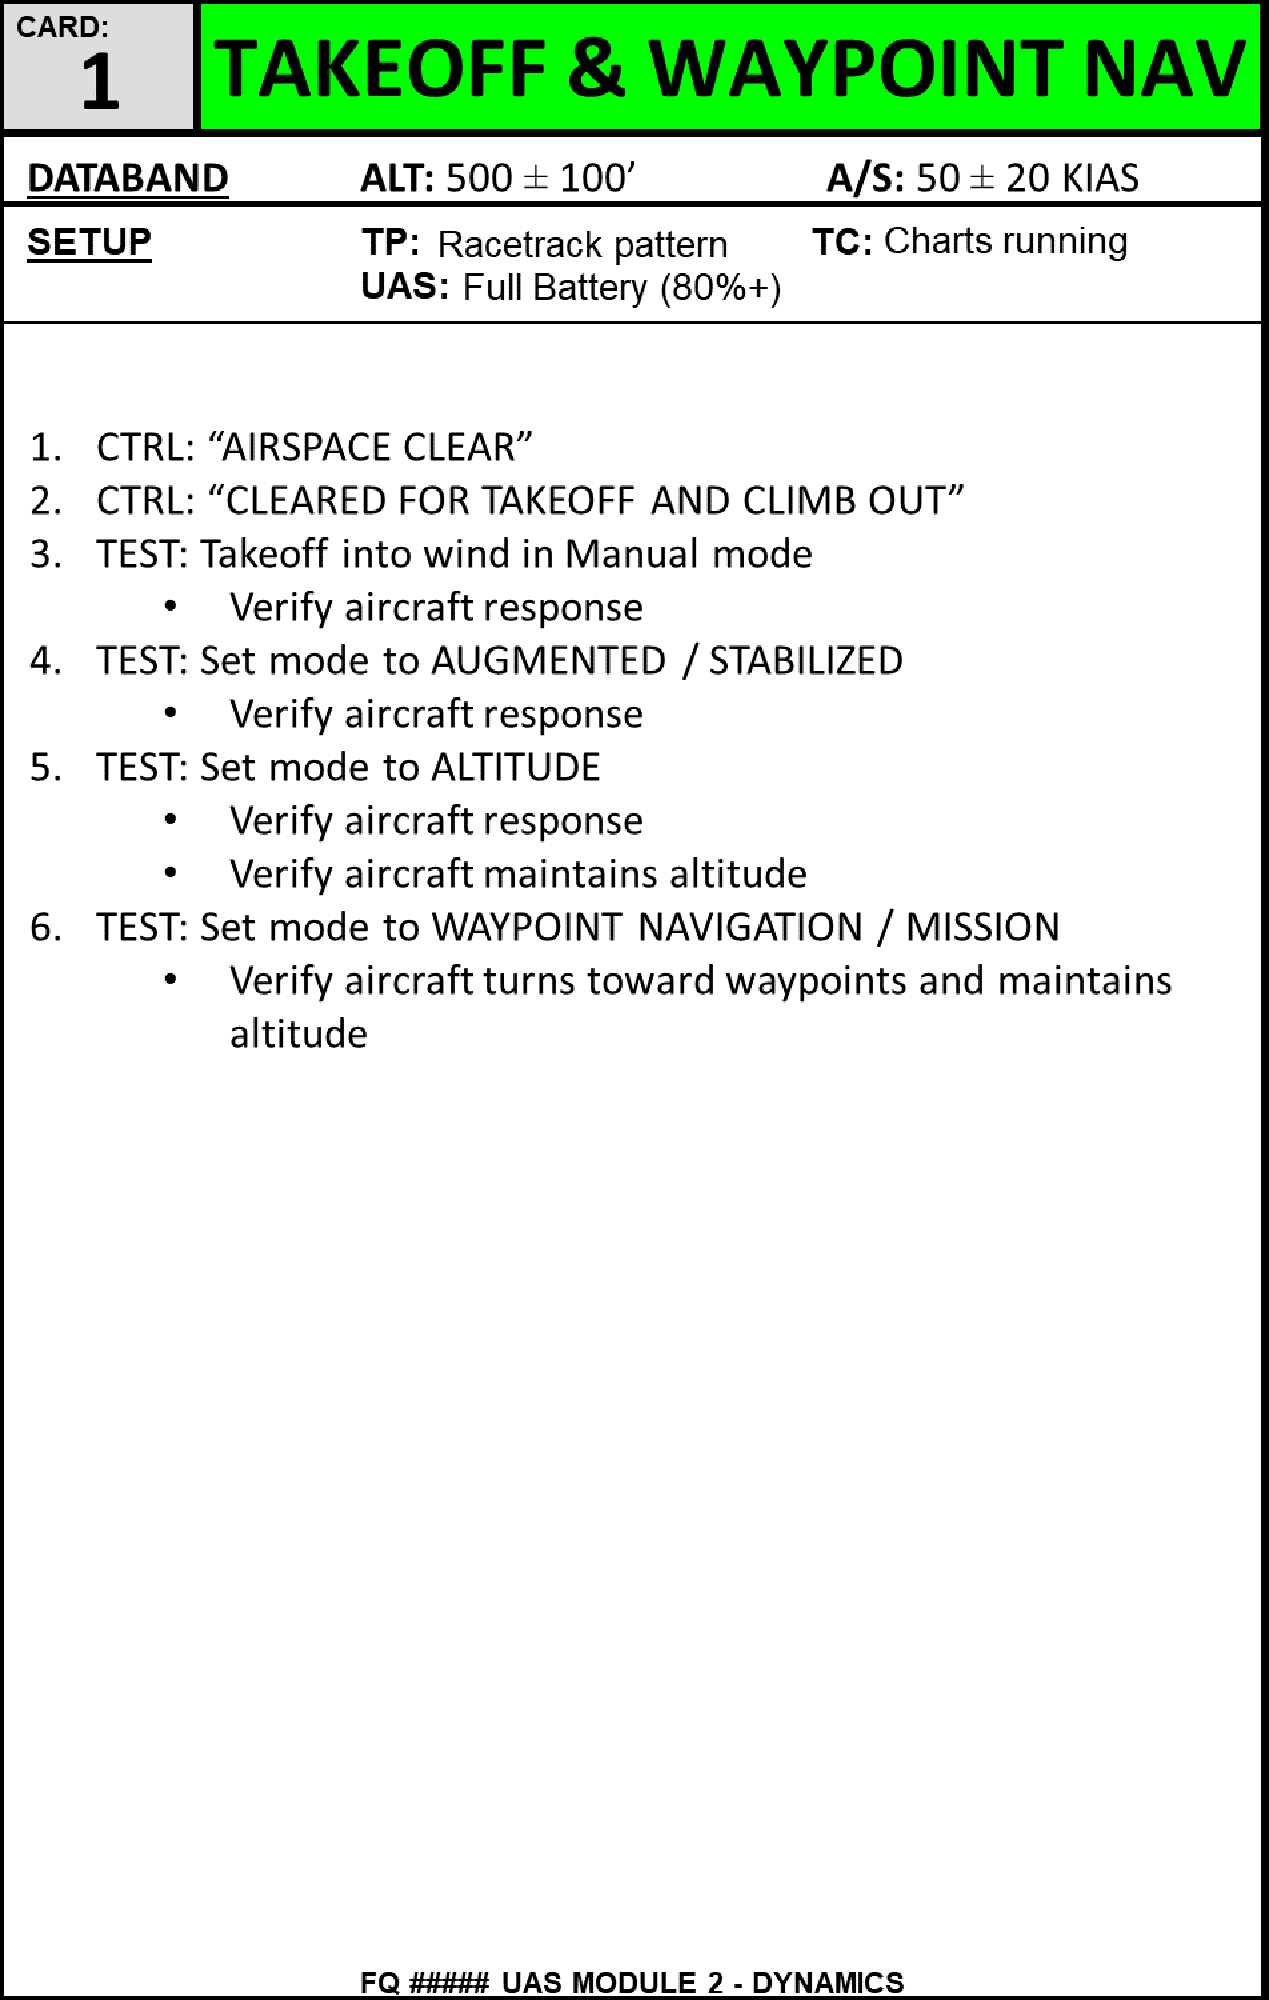 CARD:
1
TAKEOFF & WAYPOINT NAV
DATABAND ALT: 500 ± 100’ A/S: 50 ± 20 KIAS
SETUP TP: Racetrack pattern TC: Charts running
UAS: Full Battery (80%+)
1. CTRL: “AIRSPACE CLEAR”
2. CTRL: “CLEARED FOR TAKEOFF AND CLIMB OUT”
3. TEST: Takeoff into wind in Manual mode
• Verify aircraft response
4. TEST: Set mode to AUGMENTED / STABILIZED
• Verify aircraft response
5. TEST: Set mode to ALTITUDE
• Verify aircraft response
• Verify aircraft maintains altitude
6. TEST: Set mode to WAYPOINT NAVIGATION / MISSION
• Verify aircraft turns toward waypoints and maintains
altitude
FQ ##### UAS MODULE 2 - DYNAMICS